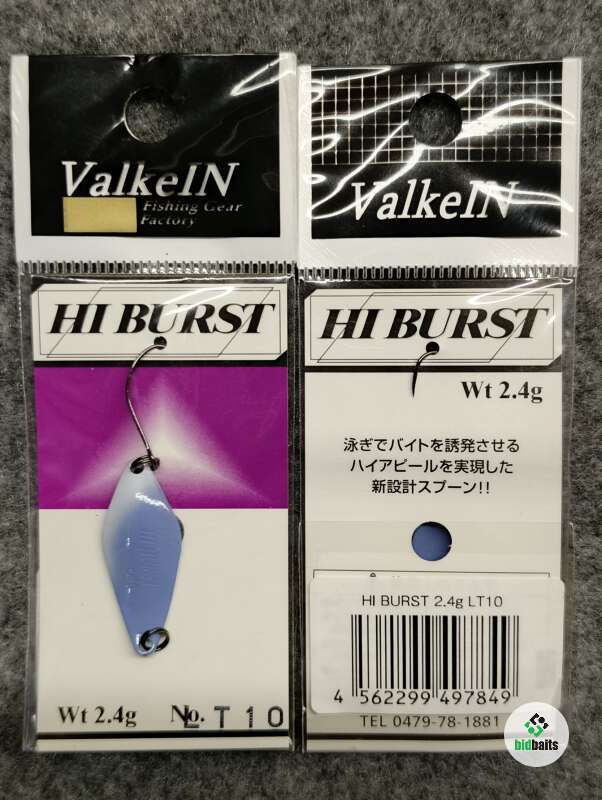 ValkeIN
Fishing Gear
Factory
HI BURST
Wt 2.4g
No. LT10
ValkeIN
HI BURST
Wt 2.4g
泳ぎでバイトを誘発させる
ハイアピールを実現した
新設計スプーン!!
HI BURST 2.4g LT10
4 562299 497849
TEL 0479-78-1881
bidbaits